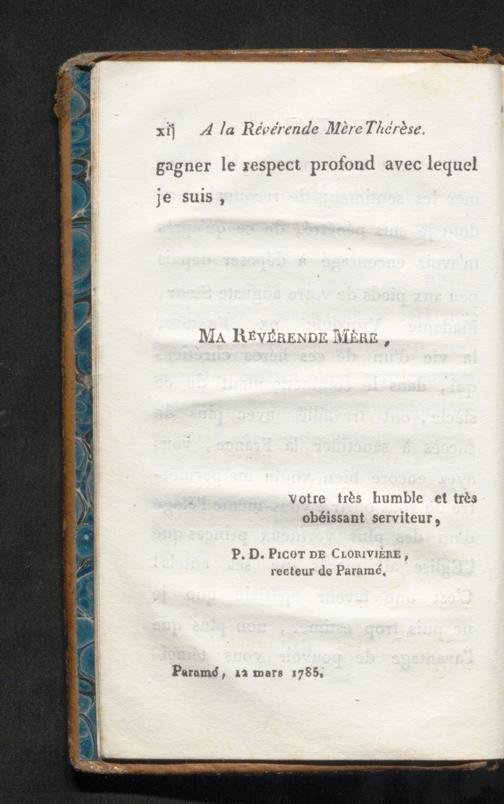 xij A la Révérende Mère Thérèse.
gagner le respect profond avec lequel
je suis ,
MA RÉVÉRENDE MÈRE ,
votre très humble et très
obéissant serviteur,
P. D. PICOT DE CLORIVIÈRE,
recteur de Paramé.
Paramé, 12 mars 1785.